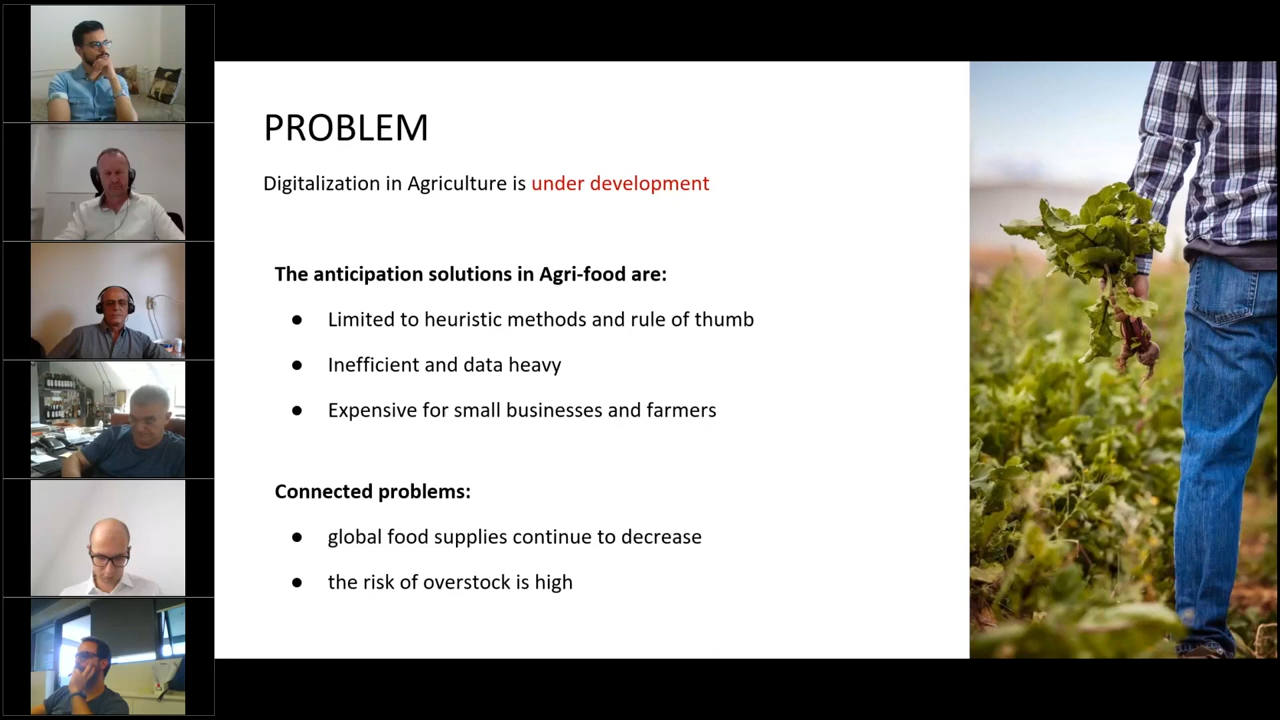 PROBLEM
Digitalization in Agriculture is under development
The anticipation solutions in Agri-food are:
● Limited to heuristic methods and rule of thumb
● Inefficient and data heavy
● Expensive for small businesses and farmers
Connected problems:
● global food supplies continue to decrease
● the risk of overstock is high